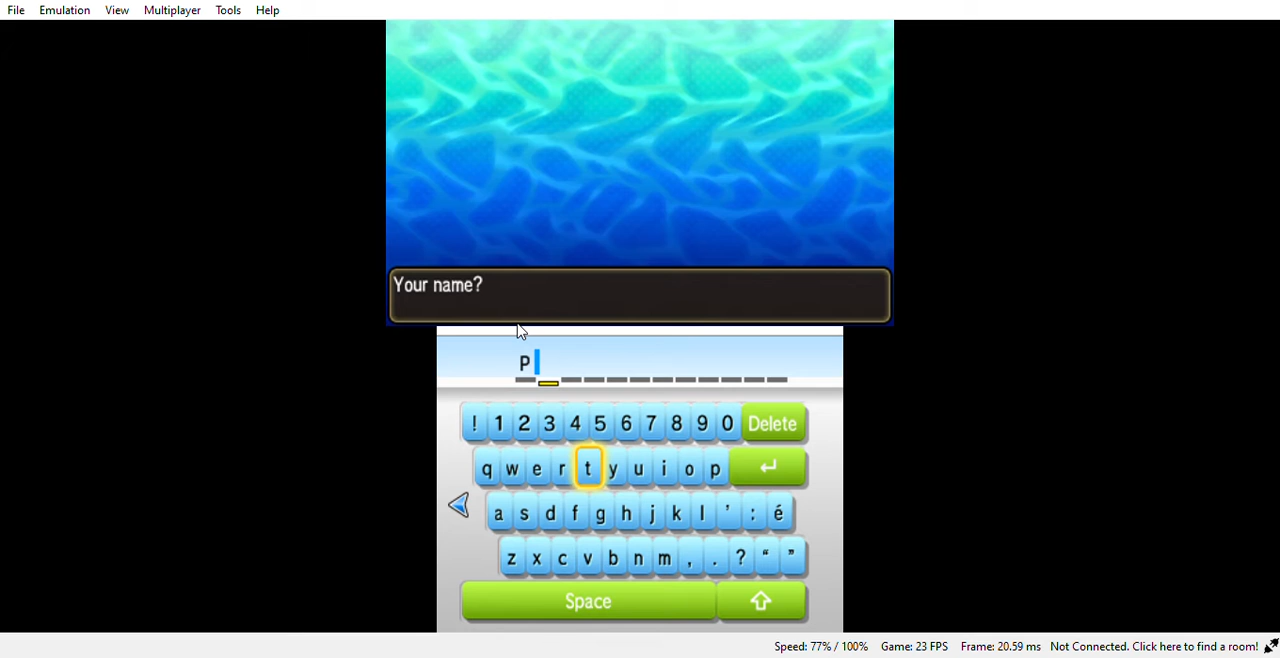 File Emulation View Multiplayer Tools Help
Your name?
P
! 1 2 3 4 5 6 7 8 9 0 Delete
q w e r t y u i o p
a s d f g h j k l ' : é
z x c v b n m , . ? “ ”
Space
Speed: 77% / 100% Game: 23 FPS Frame: 20.59 ms Not Connected. Click here to find a room!